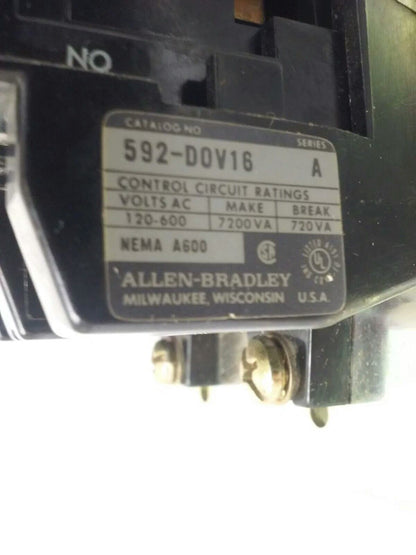 NO
CATALOG NO SERIES
592-DOV16 A
CONTROL CIRCUIT RATINGS
VOLTS AC MAKE BREAK
120-600 7200VA 720VA
NEMA A600
ALLEN-BRADLEY
MILWAUKEE, WISCONSIN U.S.A.